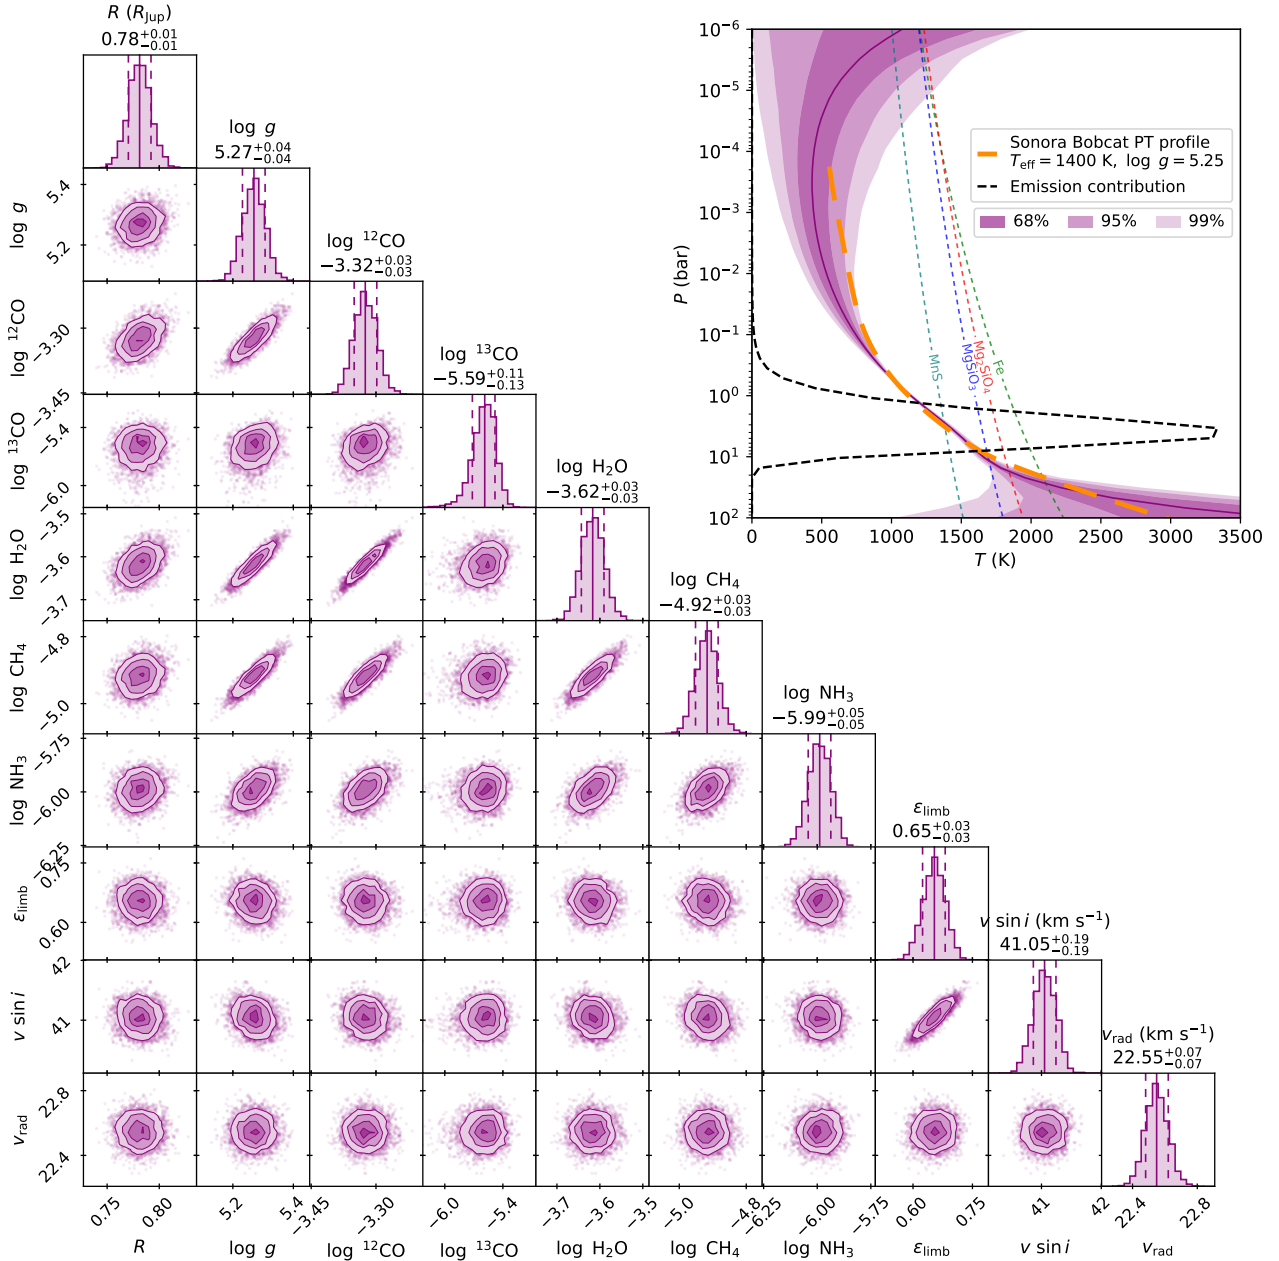 R (R_Jup)
0.78^{+0.01}_{−0.01}
log g
5.27^{+0.04}_{−0.04}
log ¹²CO
−3.32^{+0.03}_{−0.03}
log ¹³CO
−5.59^{+0.11}_{−0.13}
log H₂O
−3.62^{+0.03}_{−0.03}
log CH₄
−4.92^{+0.03}_{−0.03}
log NH₃
−5.99^{+0.05}_{−0.05}
ε_limb
0.65^{+0.03}_{−0.03}
v sin i (km s⁻¹)
41.05^{+0.19}_{−0.19}
v_rad (km s⁻¹)
22.55^{+0.07}_{−0.07}
log g
5.4
5.2
log ¹²CO
−3.30
−3.45
log ¹³CO
−5.4
−6.0
log H₂O
−3.5
−3.6
−3.7
log CH₄
−4.8
−5.0
log NH₃
−5.75
−6.00
−6.25
ε_limb
0.75
0.60
v sin i
42
41
v_rad
22.8
22.4
0.75 0.80
5.2 5.4
−3.45 −3.30
−6.0 −5.4
−3.7 −3.6 −3.5
−5.0 −4.8
−6.25 −6.00 −5.75
0.60 0.75
41 42
22.4 22.8
R
log g
log ¹²CO
log ¹³CO
log H₂O
log CH₄
log NH₃
ε_limb
v sin i
v_rad
P (bar)
10⁻⁶
10⁻⁵
10⁻⁴
10⁻³
10⁻²
10⁻¹
10⁰
10¹
10²
0 500 1000 1500 2000 2500 3000 3500
T (K)
Sonora Bobcat PT profile
T_eff = 1400 K, log g = 5.25
Emission contribution
68% 95% 99%
MnS
MgSiO₃
Mg₂SiO₄
Fe